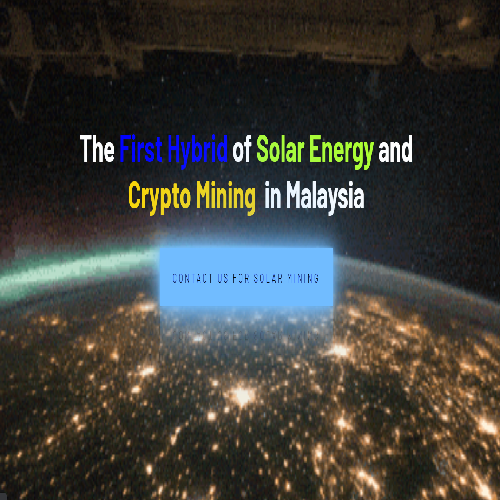 The First Hybrid of Solar Energy and
Crypto Mining in Malaysia
CONTACT US FOR SOLAR MINING